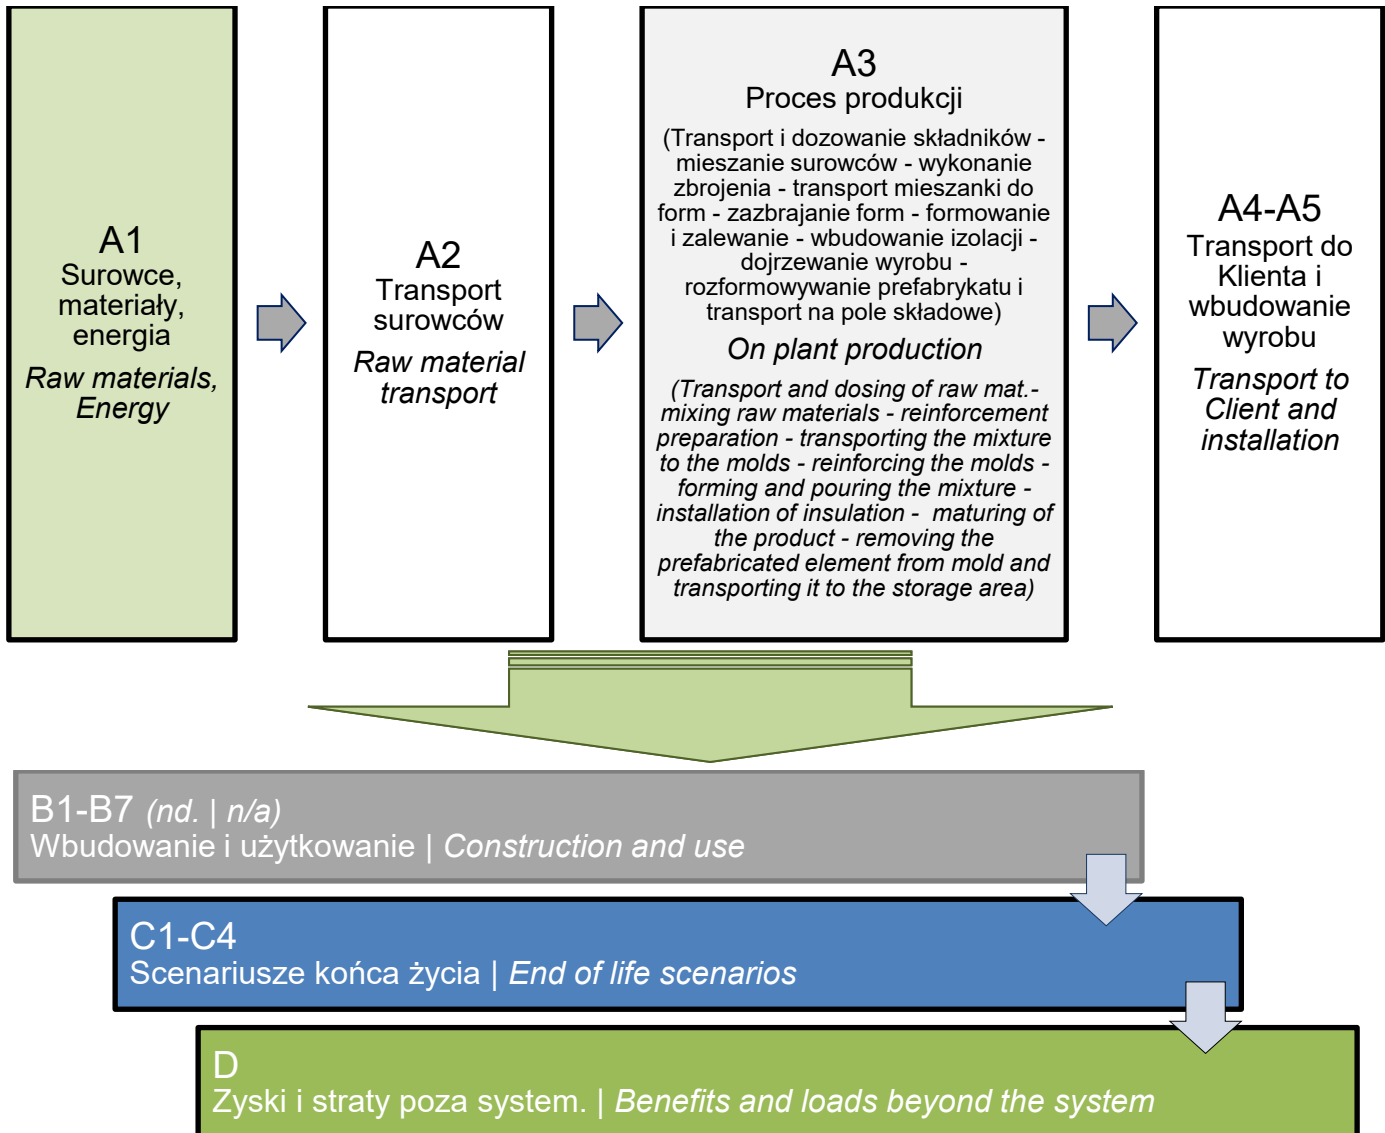 A1
Surowce,
materiały,
energia
Raw materials,
Energy
A2
Transport
surowców
Raw material
transport
A3
Proces produkcji
(Transport i dozowanie składników -
mieszanie surowców - wykonanie
zbrojenia - transport mieszanki do
form - zazbrajanie form - formowanie
i zalewanie - wbudowanie izolacji -
dojrzewanie wyrobu -
rozformowywanie prefabrykatu i
transport na pole składowe)
On plant production
(Transport and dosing of raw mat.-
mixing raw materials - reinforcement
preparation - transporting the mixture
to the molds - reinforcing the molds -
forming and pouring the mixture -
installation of insulation - maturing of
the product - removing the
prefabricated element from mold and
transporting it to the storage area)
A4-A5
Transport do
Klienta i
wbudowanie
wyrobu
Transport to
Client and
installation
B1-B7 (nd. | n/a)
Wbudowanie i użytkowanie | Construction and use
C1-C4
Scenariusze końca życia | End of life scenarios
D
Zyski i straty poza system. | Benefits and loads beyond the system